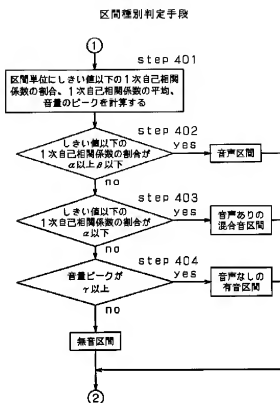 区間種別判定手段
1
step 401
区間単位にしきい値以下の1次自己相関
係数の割合、1次自己相関係数の平均、
音量のピークを計算する
step 402
しきい値以下の
1次自己相関係数の割合が
α以上β以下
yes
音声区間
no
step 403
しきい値以下の
1次自己相関係数の割合が
α以下
yes
音声ありの
混合音区間
no
step 404
音量ピークが
γ以上
yes
音声なしの
有音区間
no
無音区間
2